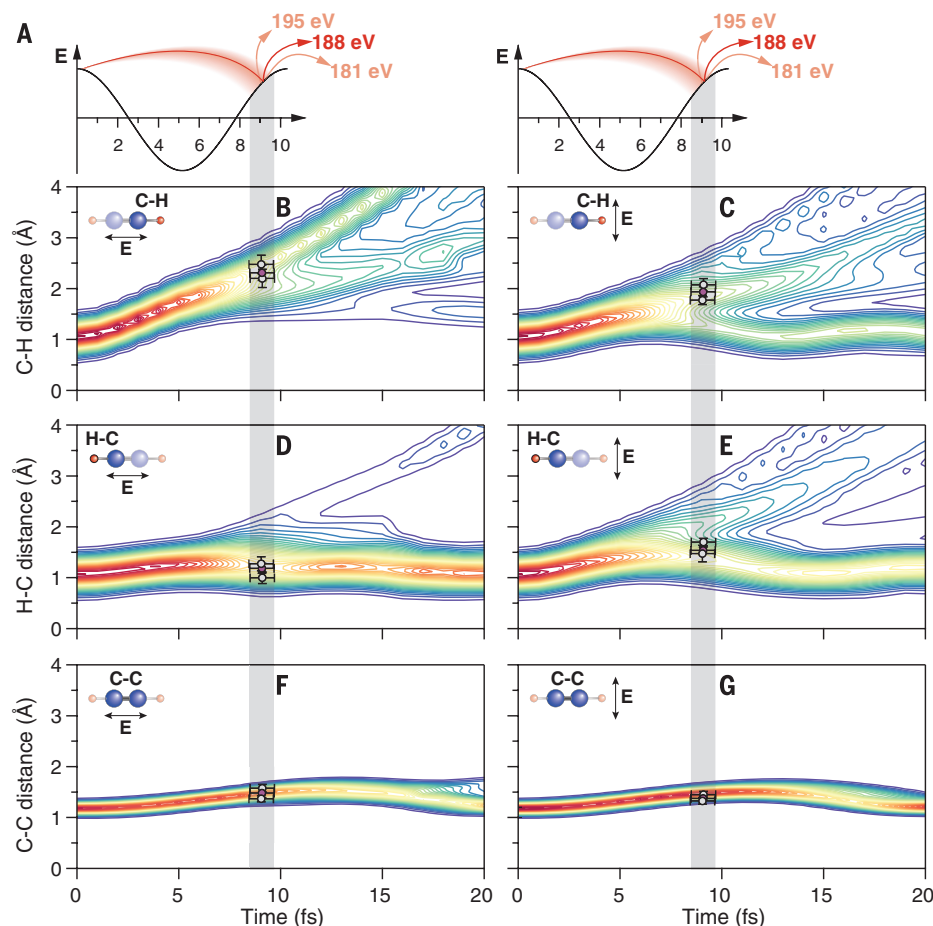 A
195 eV
188 eV
181 eV
E
2 4 6 8 10
195 eV
188 eV
181 eV
E
2 4 6 8 10
C-H distance (Å)
4
3
2
1
0
C-H
E
B
C-H
E
C
H-C distance (Å)
4
3
2
1
0
H-C
E
D
H-C
E
E
C-C distance (Å)
4
3
2
1
0
C-C
E
F
C-C
E
G
0 5 10 15 20
Time (fs)
0 5 10 15 20
Time (fs)